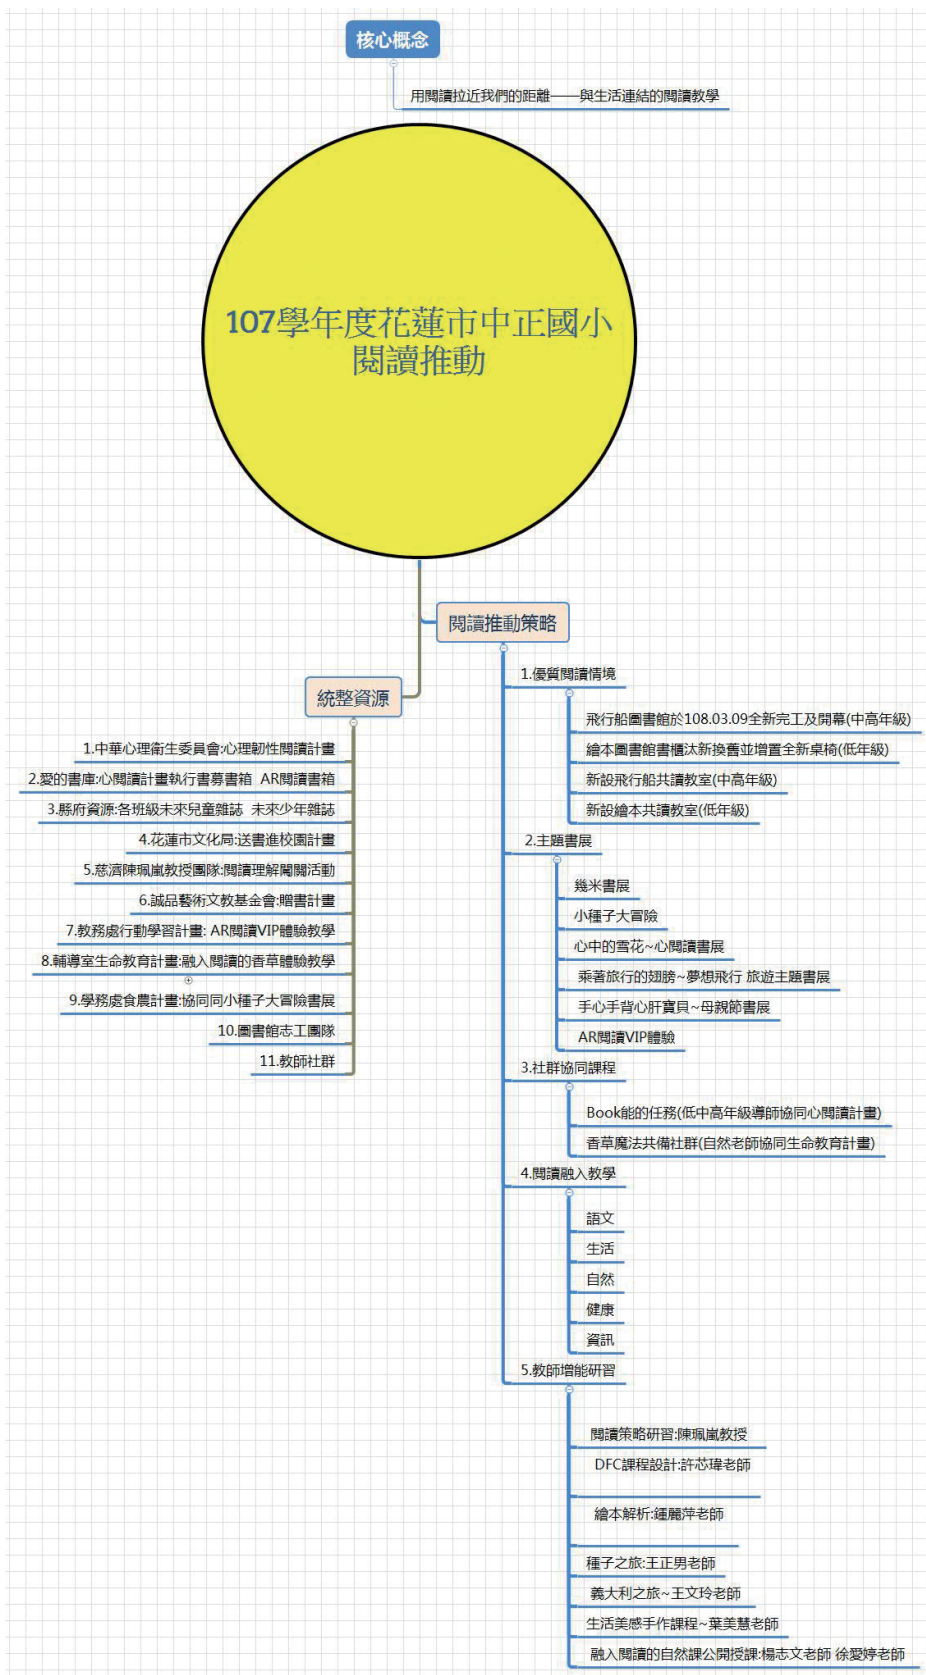 核心概念
用閱讀拉近我們的距離——與生活連結的閱讀教學
107學年度花蓮市中正國小
閱讀推動
閱讀推動策略
1.優質閱讀情境
飛行船圖書館於108.03.09全新完工及開幕(中高年級)
繪本圖書館書櫃汰新換舊並增置全新桌椅(低年級)
新設飛行船共讀教室(中高年級)
新設繪本共讀教室(低年級)
2.主題書展
幾米書展
小種子大冒險
心中的雪花~心閱讀書展
乘著旅行的翅膀~夢想飛行 旅遊主題書展
手心手背心肝寶貝~母親節書展
AR閱讀VIP體驗
3.社群協同課程
Book能的任務(低中高年級導師協同心閱讀計畫)
香草魔法共備社群(自然老師協同生命教育計畫)
4.閱讀融入教學
語文
生活
自然
健康
資訊
5.教師增能研習
閱讀策略研習:陳珮嵐教授
DFC課程設計:許芯瑋老師
繪本解析:鍾麗萍老師
種子之旅:王正男老師
義大利之旅~王文玲老師
生活美感手作課程~葉美慧老師
融入閱讀的自然課公開授課:楊志文老師 徐愛婷老師
統整資源
1.中華心理衛生委員會:心理韌性閱讀計畫
2.愛的書庫:心閱讀計畫執行書募書箱 AR閱讀書箱
3.縣府資源:各班級未來兒童雜誌 未來少年雜誌
4.花蓮市文化局:送書進校園計畫
5.慈濟陳珮嵐教授團隊:閱讀理解闖關活動
6.誠品藝術文教基金會:贈書計畫
7.教務處行動學習計畫: AR閱讀VIP體驗教學
8.輔導室生命教育計畫:融入閱讀的香草體驗教學
9.學務處食農計畫:協同同小種子大冒險書展
10.圖書館志工團隊
11.教師社群